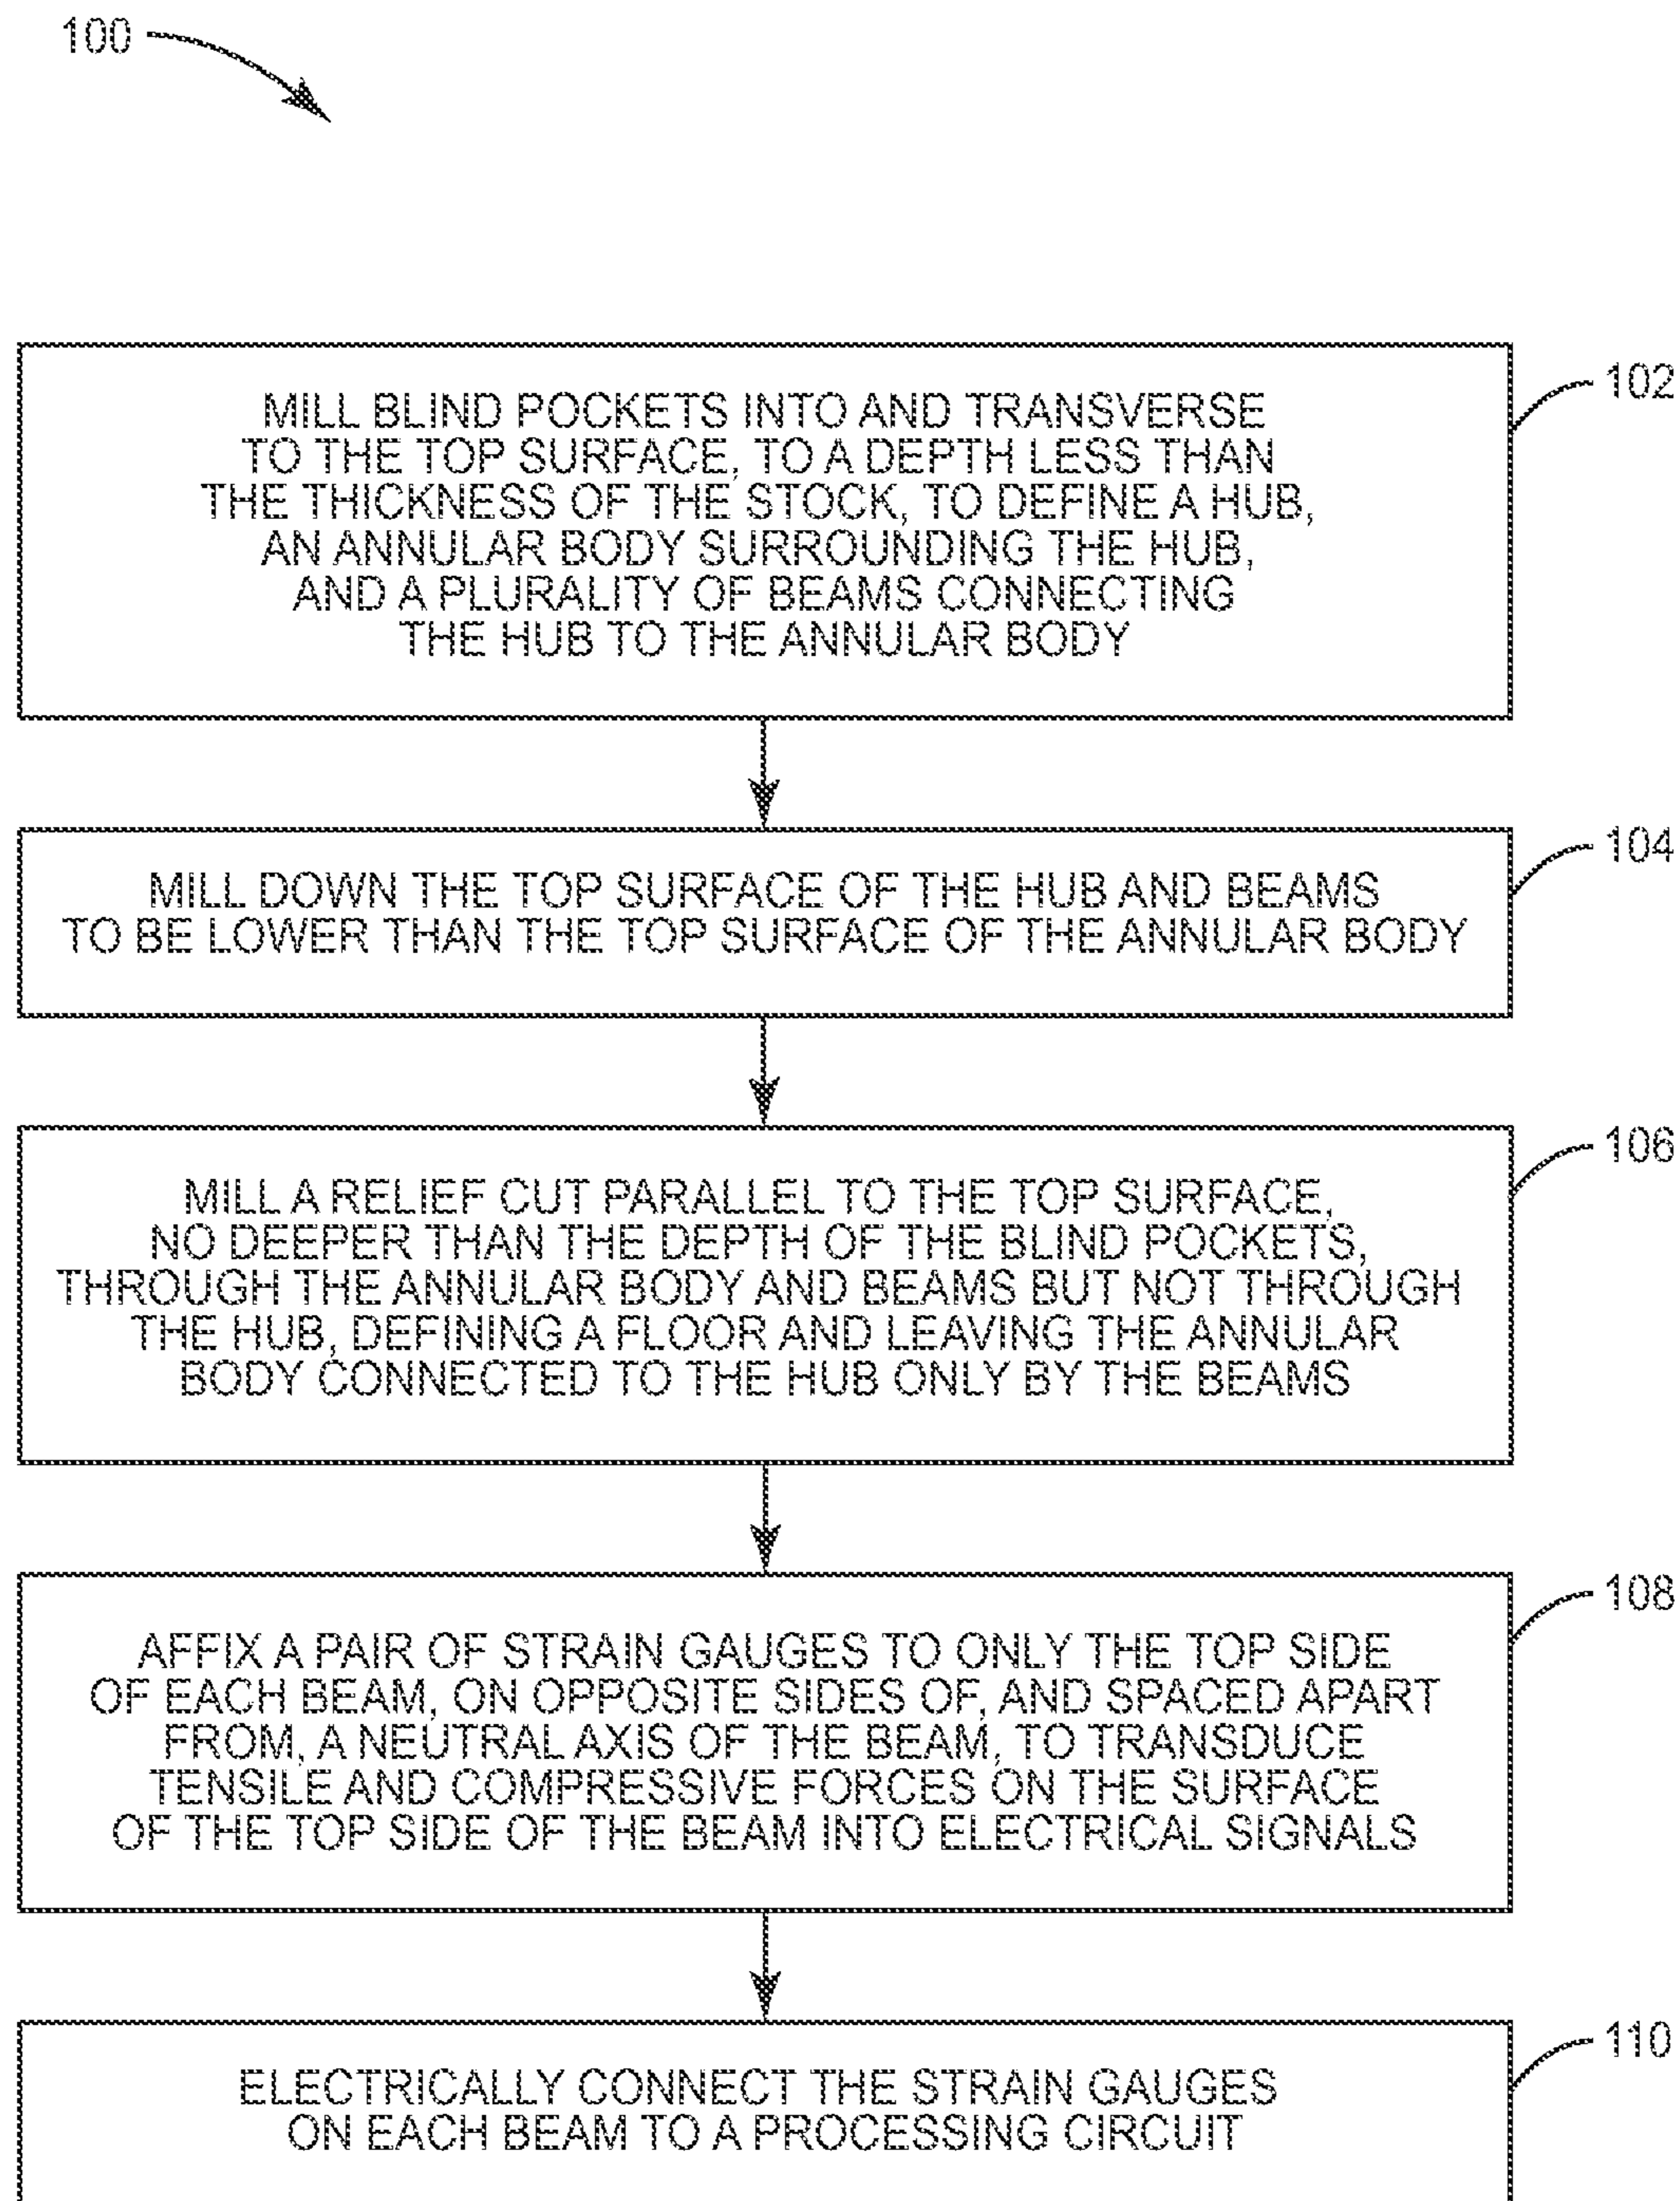 100
MILL BLIND POCKETS INTO AND TRANSVERSE
TO THE TOP SURFACE, TO A DEPTH LESS THAN
THE THICKNESS OF THE STOCK, TO DEFINE A HUB,
AN ANNULAR BODY SURROUNDING THE HUB,
AND A PLURALITY OF BEAMS CONNECTING
THE HUB TO THE ANNULAR BODY
102
MILL DOWN THE TOP SURFACE OF THE HUB AND BEAMS
TO BE LOWER THAN THE TOP SURFACE OF THE ANNULAR BODY
104
MILL A RELIEF CUT PARALLEL TO THE TOP SURFACE,
NO DEEPER THAN THE DEPTH OF THE BLIND POCKETS,
THROUGH THE ANNULAR BODY AND BEAMS BUT NOT THROUGH
THE HUB, DEFINING A FLOOR AND LEAVING THE ANNULAR
BODY CONNECTED TO THE HUB ONLY BY THE BEAMS
106
AFFIX A PAIR OF STRAIN GAUGES TO ONLY THE TOP SIDE
OF EACH BEAM, ON OPPOSITE SIDES OF, AND SPACED APART
FROM, A NEUTRAL AXIS OF THE BEAM, TO TRANSDUCE
TENSILE AND COMPRESSIVE FORCES ON THE SURFACE
OF THE TOP SIDE OF THE BEAM INTO ELECTRICAL SIGNALS
108
ELECTRICALLY CONNECT THE STRAIN GAUGES
ON EACH BEAM TO A PROCESSING CIRCUIT
110